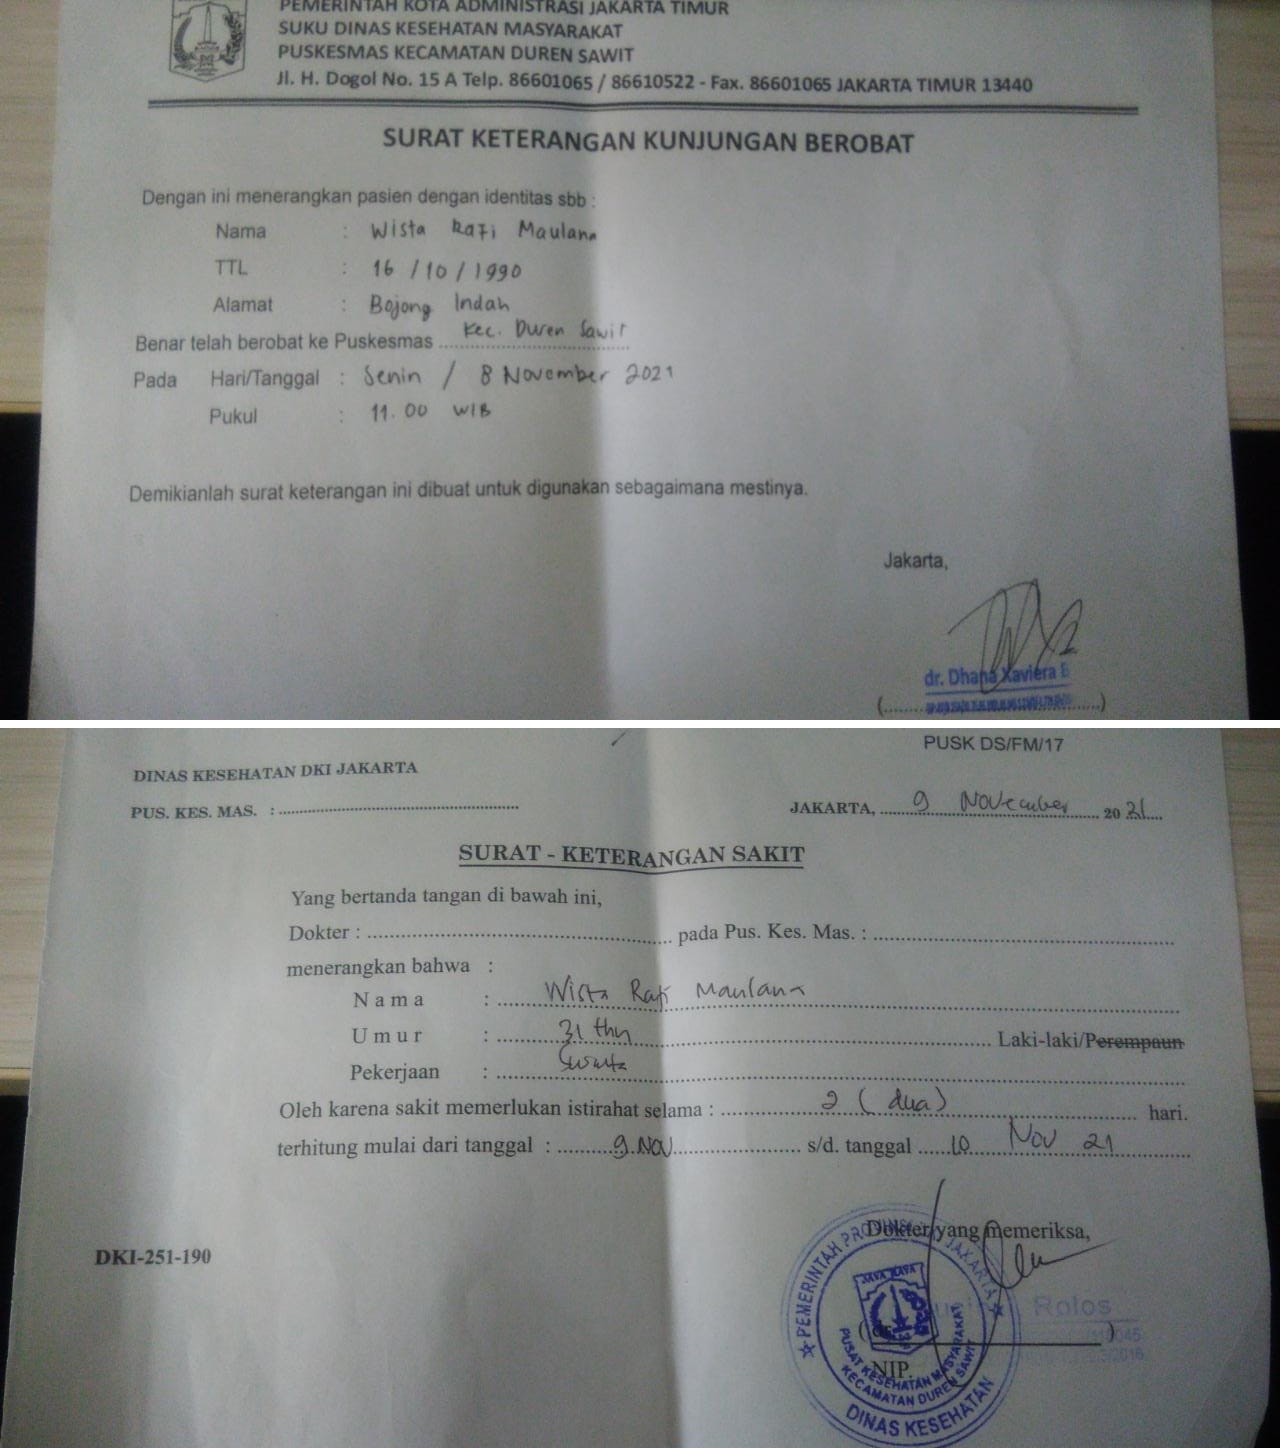 PEMERINTAH KOTA ADMINISTRASI JAKARTA TIMUR
SUKU DINAS KESEHATAN MASYARAKAT
PUSKESMAS KECAMATAN DUREN SAWIT
Jl. H. Dogol No. 15 A Telp. 86601065 / 86610522 - Fax. 86601065 JAKARTA TIMUR 13440
SURAT KETERANGAN KUNJUNGAN BEROBAT
Dengan ini menerangkan pasien dengan identitas sbb :
Nama : Wista Rafi Maulana
TTL : 16 / 10 / 1990
Alamat : Bojong Indah
Benar telah berobat ke Puskesmas Kec. Duren Sawit
Pada Hari/Tanggal : Senin / 8 November 2021
Pukul : 11.00 WIB
Demikianlah surat keterangan ini dibuat untuk digunakan sebagaimana mestinya.
Jakarta,
dr. Dhana Xaviera B
(..........................)
PUSK DS/FM/17
DINAS KESEHATAN DKI JAKARTA
PUS. KES. MAS. : ..........................
JAKARTA, 9 November 20 21
SURAT - KETERANGAN SAKIT
Yang bertanda tangan di bawah ini,
Dokter : .......................... pada Pus. Kes. Mas. : ..........................
menerangkan bahwa :
Nama : Wista Rafi Maulana
Umur : 31 thn Laki-laki/Perempaun
Pekerjaan : Swasta
Oleh karena sakit memerlukan istirahat selama : 2 (dua) hari.
terhitung mulai dari tanggal : 9 Nov s/d. tanggal 10 Nov 21
Dokter yang memeriksa,
DKI-251-190
Rolos
NIP.
PEMERINTAH PROVINSI JAKARTA
JAYA RAYA
PUSAT KESEHATAN MASYARAKAT
KECAMATAN DUREN SAWIT
DINAS KESEHATAN